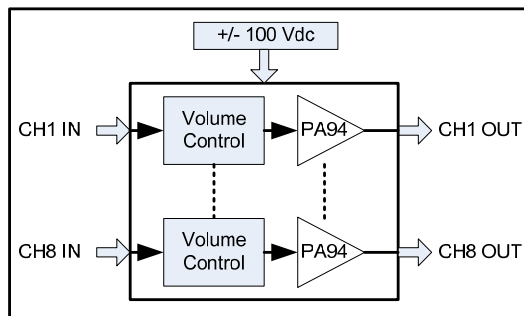 +/- 100 Vdc
CH1 IN
Volume
Control
PA94
CH1 OUT
CH8 IN
Volume
Control
PA94
CH8 OUT